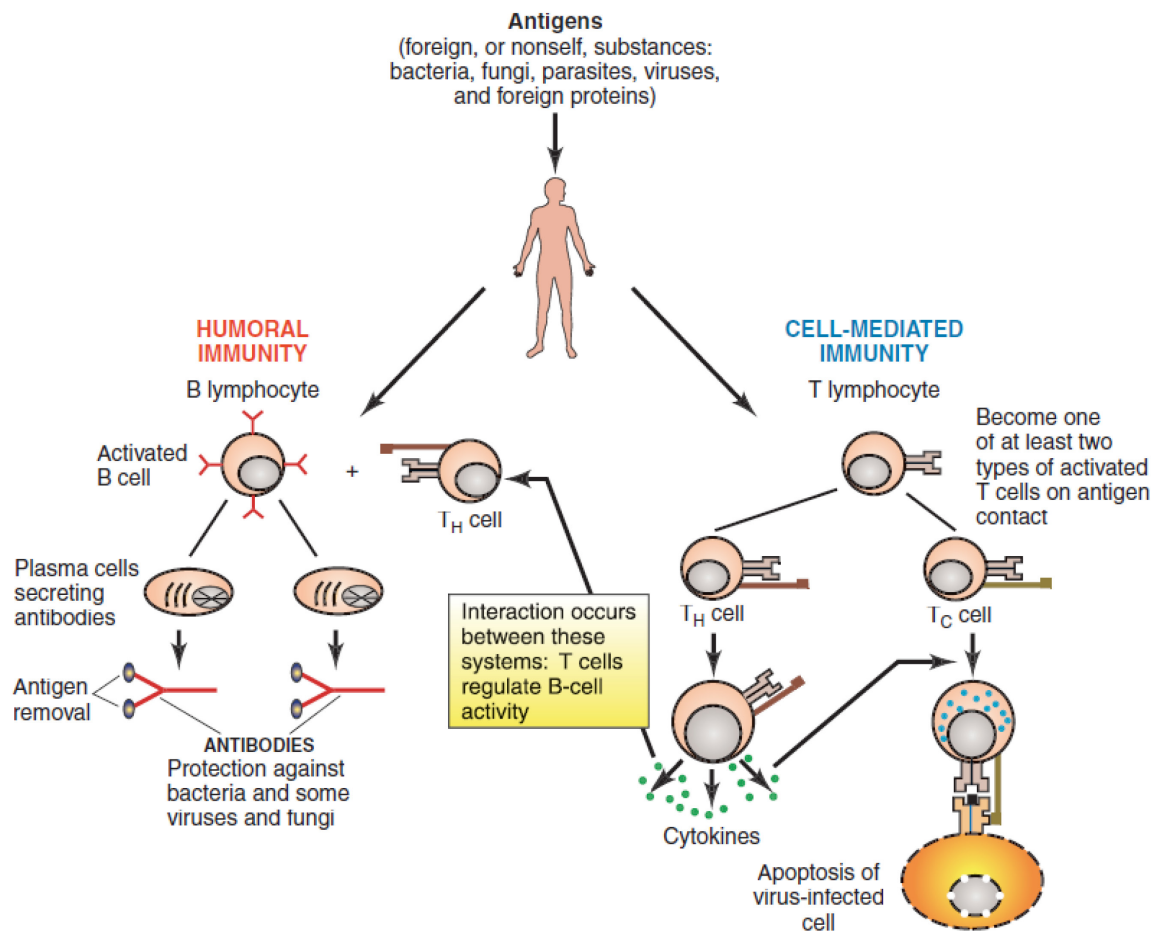 Antigens
(foreign, or nonself, substances:
bacteria, fungi, parasites, viruses,
and foreign proteins)
HUMORAL
IMMUNITY
B lymphocyte
Activated
B cell
+
TH cell
Plasma cells
secreting
antibodies
Antigen
removal
ANTIBODIES
Protection against
bacteria and some
viruses and fungi
Interaction occurs
between these
systems: T cells
regulate B-cell
activity
CELL-MEDIATED
IMMUNITY
T lymphocyte
Become one
of at least two
types of activated
T cells on antigen
contact
TH cell
TC cell
Cytokines
Apoptosis of
virus-infected
cell